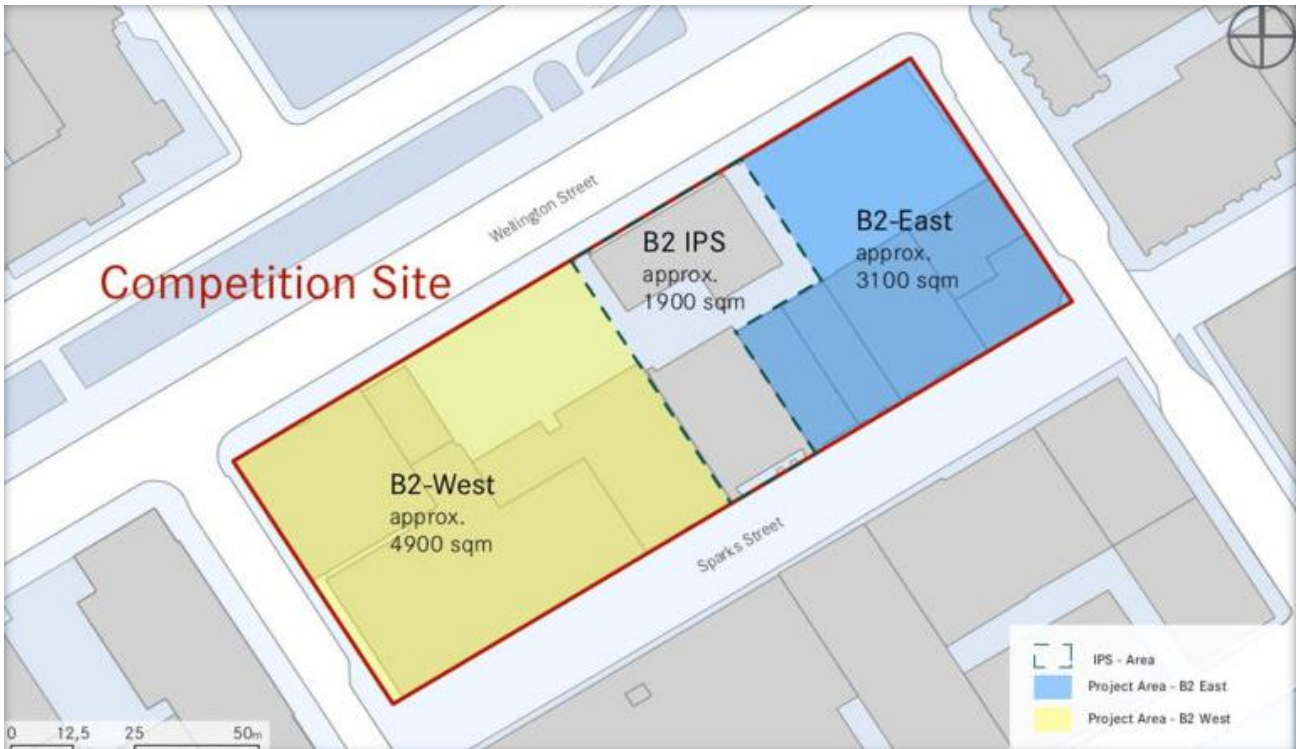 Wellington Street
Competition Site
B2 IPS
approx.
1900 sqm
B2-East
approx.
3100 sqm
B2-West
approx.
4900 sqm
Sparks Street
IPS - Area
Project Area - B2 East
Project Area - B2 West
0 12,5 25 50m